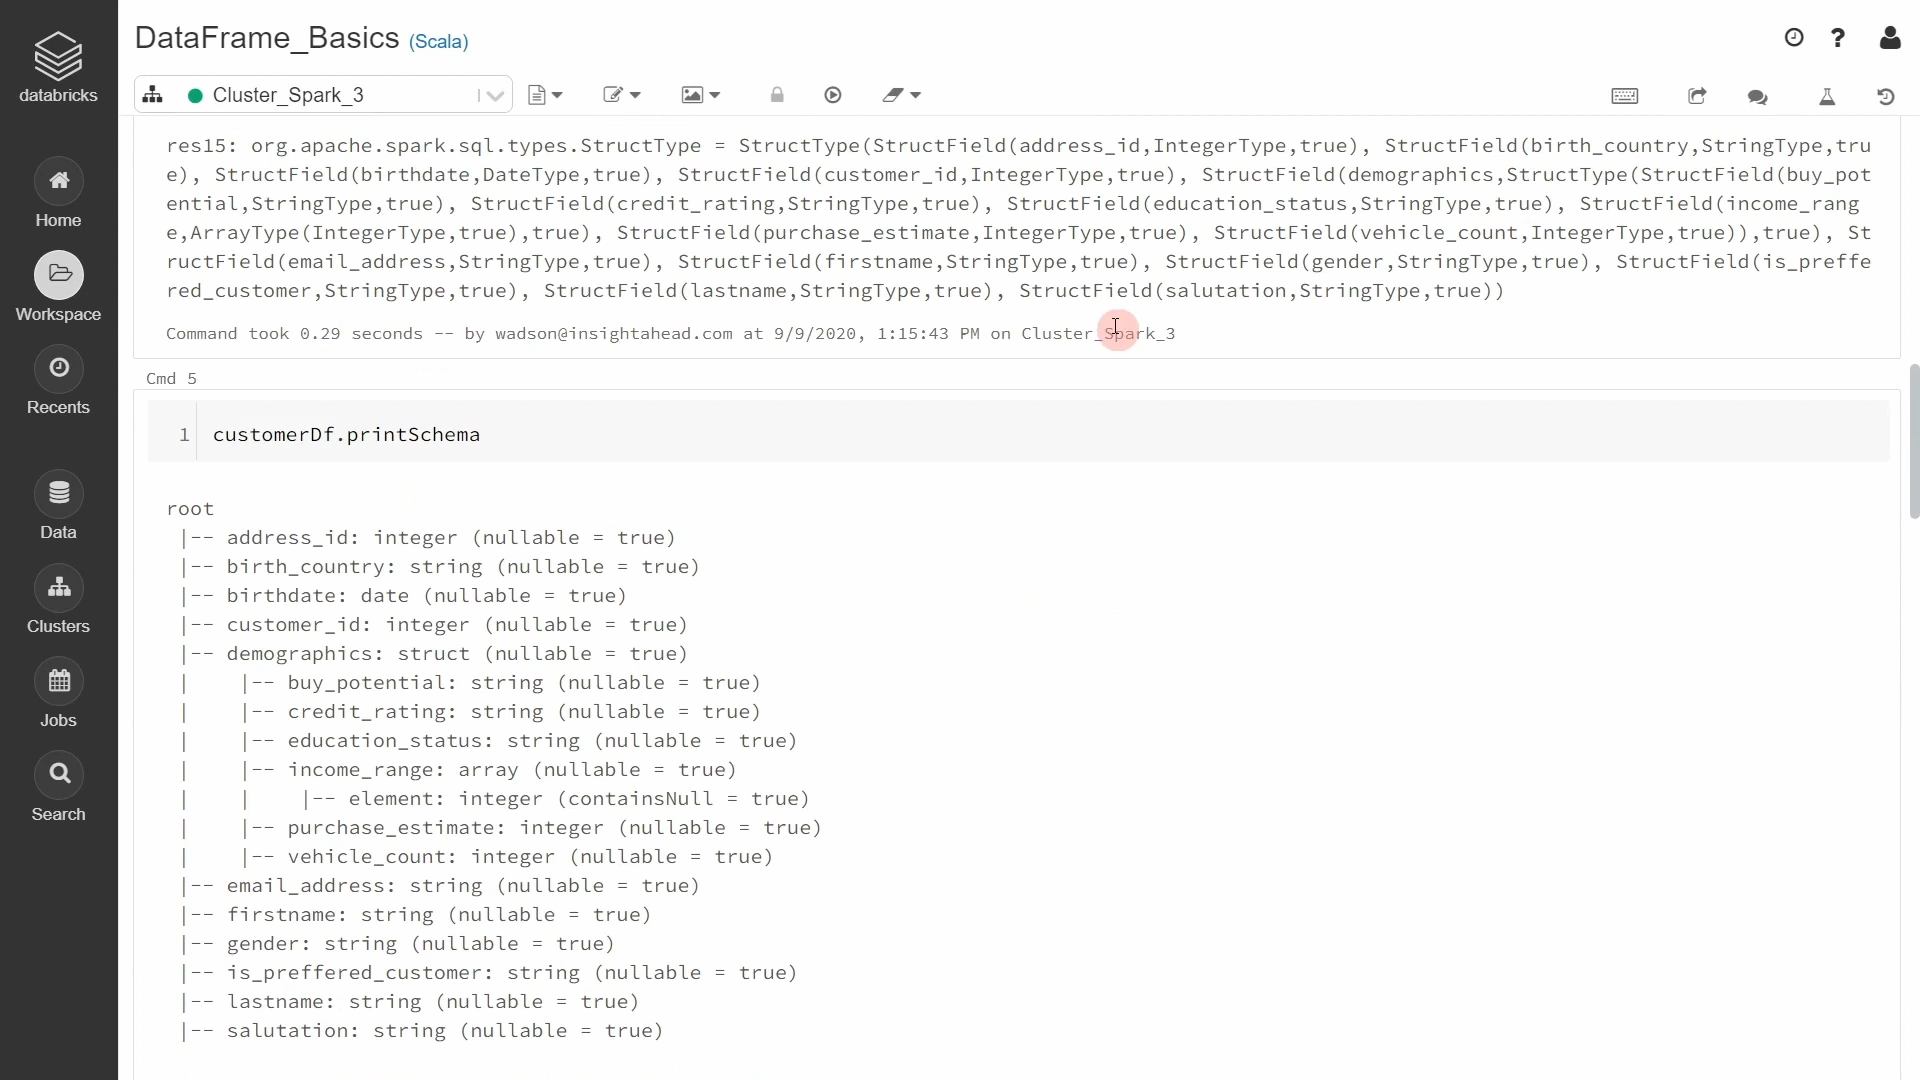 DataFrame_Basics (Scala)
databricks
Cluster_Spark_3
Home
Workspace
Recents
Data
Clusters
Jobs
Search
res15: org.apache.spark.sql.types.StructType = StructType(StructField(address_id,IntegerType,true), StructField(birth_country,StringType,tru
e), StructField(birthdate,DateType,true), StructField(customer_id,IntegerType,true), StructField(demographics,StructType(StructField(buy_pot
ential,StringType,true), StructField(credit_rating,StringType,true), StructField(education_status,StringType,true), StructField(income_rang
e,ArrayType(IntegerType,true),true), StructField(purchase_estimate,IntegerType,true), StructField(vehicle_count,IntegerType,true)),true), St
ructField(email_address,StringType,true), StructField(firstname,StringType,true), StructField(gender,StringType,true), StructField(is_preffe
red_customer,StringType,true), StructField(lastname,StringType,true), StructField(salutation,StringType,true))
Command took 0.29 seconds -- by wadson@insightahead.com at 9/9/2020, 1:15:43 PM on Cluster_Spark_3
Cmd 5
1 customerDf.printSchema
root
 |-- address_id: integer (nullable = true)
 |-- birth_country: string (nullable = true)
 |-- birthdate: date (nullable = true)
 |-- customer_id: integer (nullable = true)
 |-- demographics: struct (nullable = true)
 |    |-- buy_potential: string (nullable = true)
 |    |-- credit_rating: string (nullable = true)
 |    |-- education_status: string (nullable = true)
 |    |-- income_range: array (nullable = true)
 |    |    |-- element: integer (containsNull = true)
 |    |-- purchase_estimate: integer (nullable = true)
 |    |-- vehicle_count: integer (nullable = true)
 |-- email_address: string (nullable = true)
 |-- firstname: string (nullable = true)
 |-- gender: string (nullable = true)
 |-- is_preffered_customer: string (nullable = true)
 |-- lastname: string (nullable = true)
 |-- salutation: string (nullable = true)